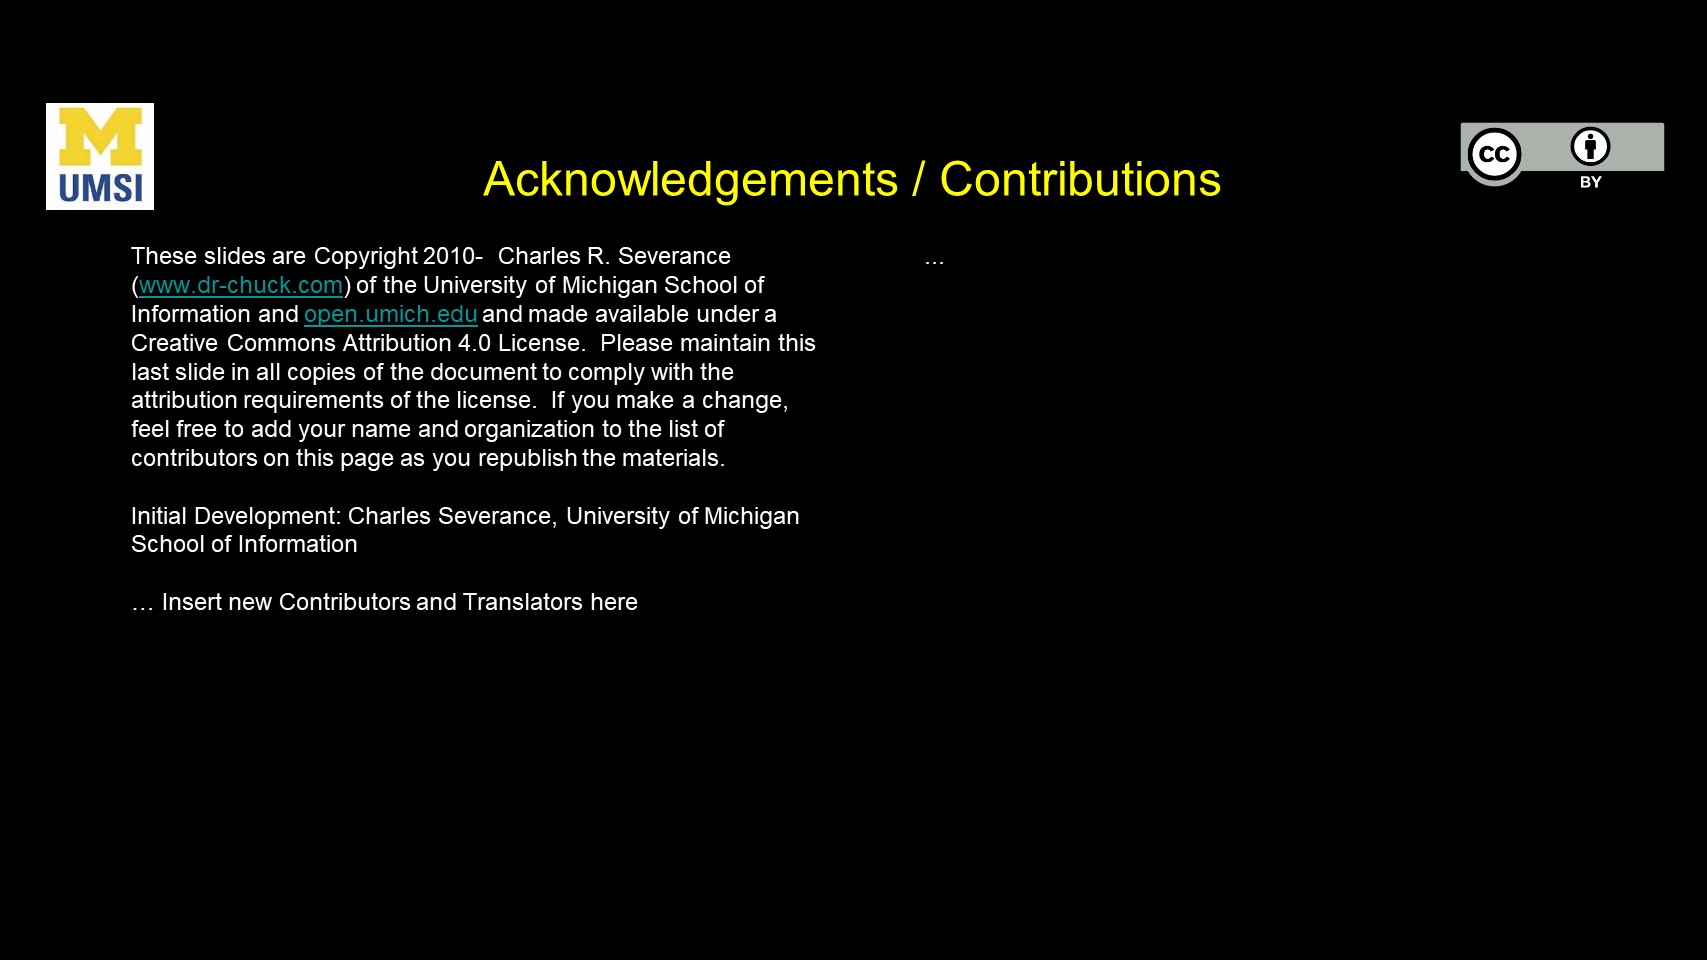 M
UMSI
Acknowledgements / Contributions
CC
BY
These slides are Copyright 2010-  Charles R. Severance
(www.dr-chuck.com) of the University of Michigan School of
Information and open.umich.edu and made available under a
Creative Commons Attribution 4.0 License.  Please maintain this
last slide in all copies of the document to comply with the
attribution requirements of the license.  If you make a change,
feel free to add your name and organization to the list of
contributors on this page as you republish the materials.
Initial Development: Charles Severance, University of Michigan
School of Information
… Insert new Contributors and Translators here
...